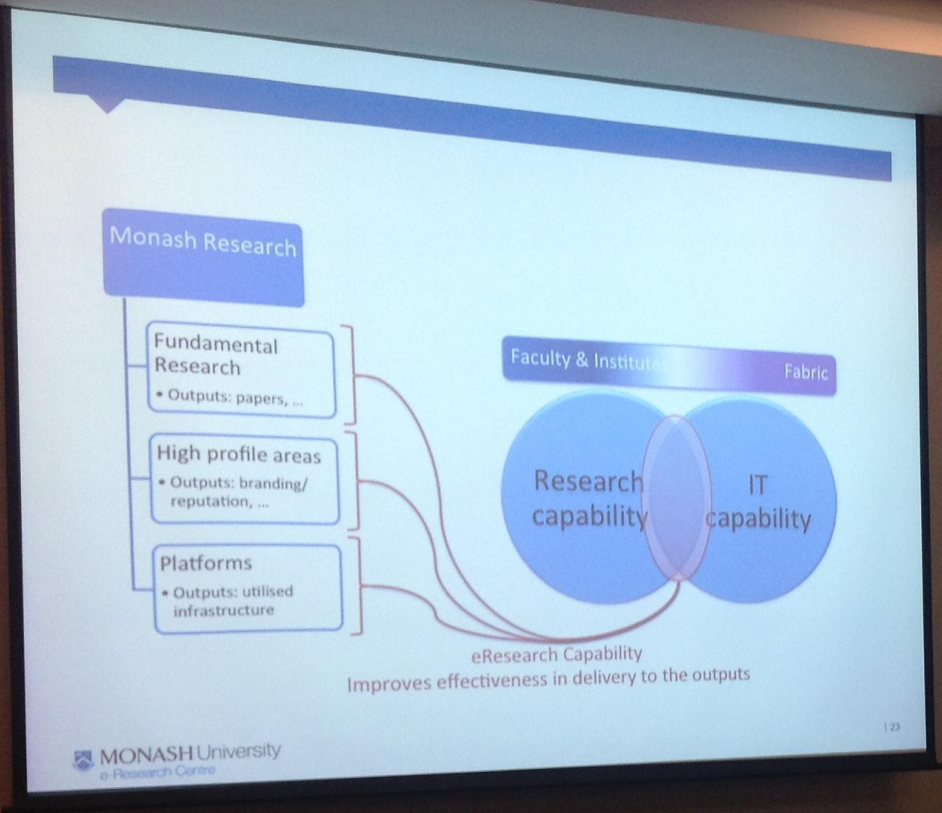 Monash Research
Fundamental
Research
• Outputs: papers, ...
High profile areas
• Outputs: branding/
reputation, ...
Platforms
• Outputs: utilised
infrastructure
Faculty & Institute
Fabric
Research
capability
IT
capability
eResearch Capability
Improves effectiveness in delivery to the outputs
| 23
MONASH University
e-Research Centre